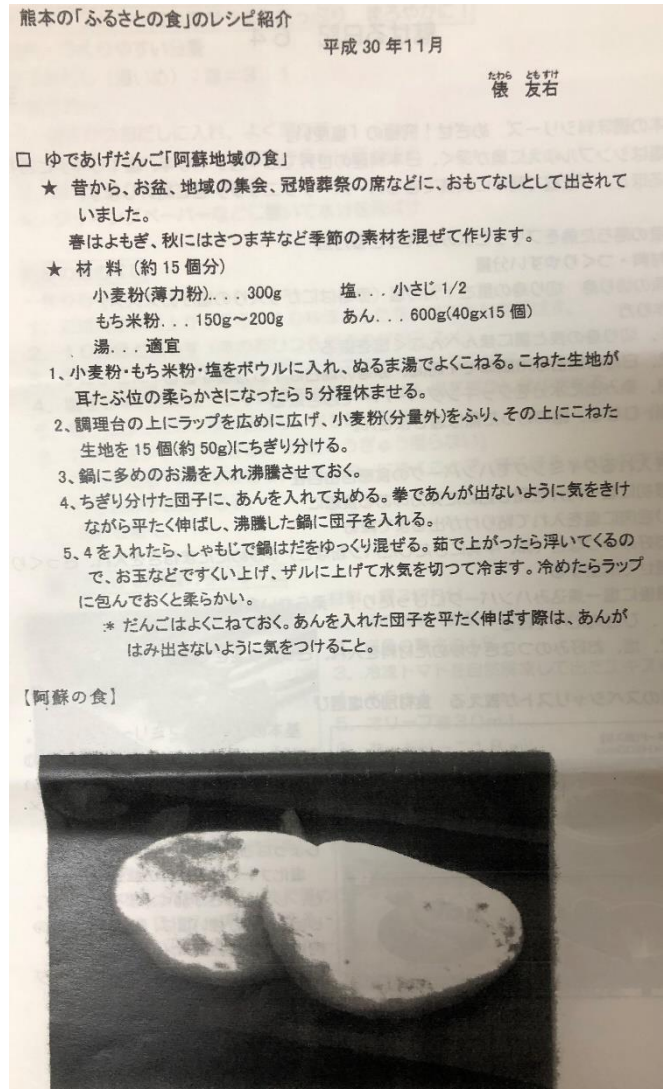 熊本の「ふるさとの食」のレシピ紹介
平成30年11月
たわら ともすけ
俵 友右
□ ゆであげだんご「阿蘇地域の食」
★ 昔から、お盆、地域の集会、冠婚葬祭の席などに、おもてなしとして出されて
いました。
春はよもぎ、秋にはさつま芋など季節の素材を混ぜて作ります。
★ 材 料 (約15個分)
小麦粉(薄力粉)... 300g 塩... 小さじ1/2
もち米粉... 150g～200g あん... 600g(40gx15個)
湯... 適宜
1、小麦粉・もち米粉・塩をボウルに入れ、ぬるま湯でよくこねる。こねた生地が
耳たぶ位の柔らかさになったら5分程休ませる。
2、調理台の上にラップを広めに広げ、小麦粉(分量外)をふり、その上にこねた
生地を15個(約50g)にちぎり分ける。
3、鍋に多めのお湯を入れ沸騰させておく。
4、ちぎり分けた団子に、あんを入れて丸める。拳であんが出ないように気をきけ
ながら平たく伸ばし、沸騰した鍋に団子を入れる。
5、4を入れたら、しゃもじで鍋はだをゆっくり混ぜる。茹で上がったら浮いてくるの
で、お玉などですくい上げ、ザルに上げて水気を切つて冷ます。冷めたらラップ
に包んでおくと柔らかい。
:* だんごはよくこねておく。あんを入れた団子を平たく伸ばす際は、あんが
はみ出さないように気をつけること。
【阿蘇の食】